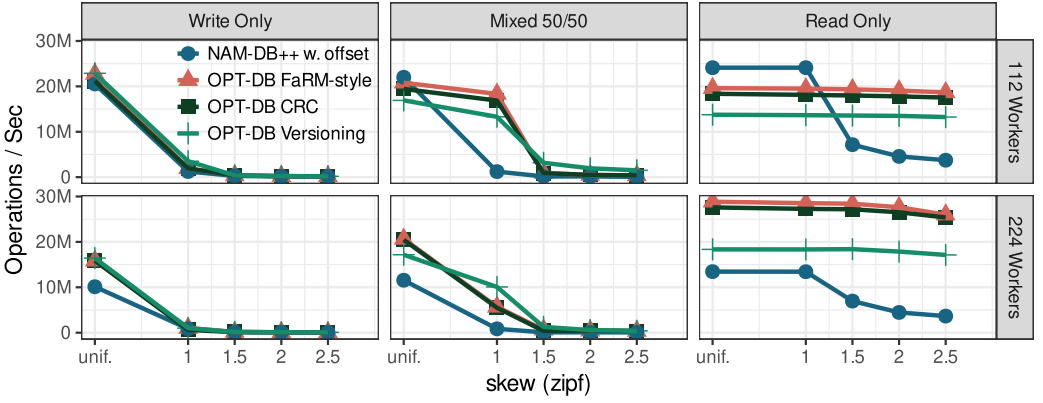 Write Only
Mixed 50/50
Read Only
30M
20M
10M
0
NAM-DB++ w. offset
OPT-DB FaRM-style
OPT-DB CRC
OPT-DB Versioning
112 Workers
30M
20M
10M
0
224 Workers
Operations / Sec
unif. 1 1.5 2 2.5
unif. 1 1.5 2 2.5
unif. 1 1.5 2 2.5
skew (zipf)